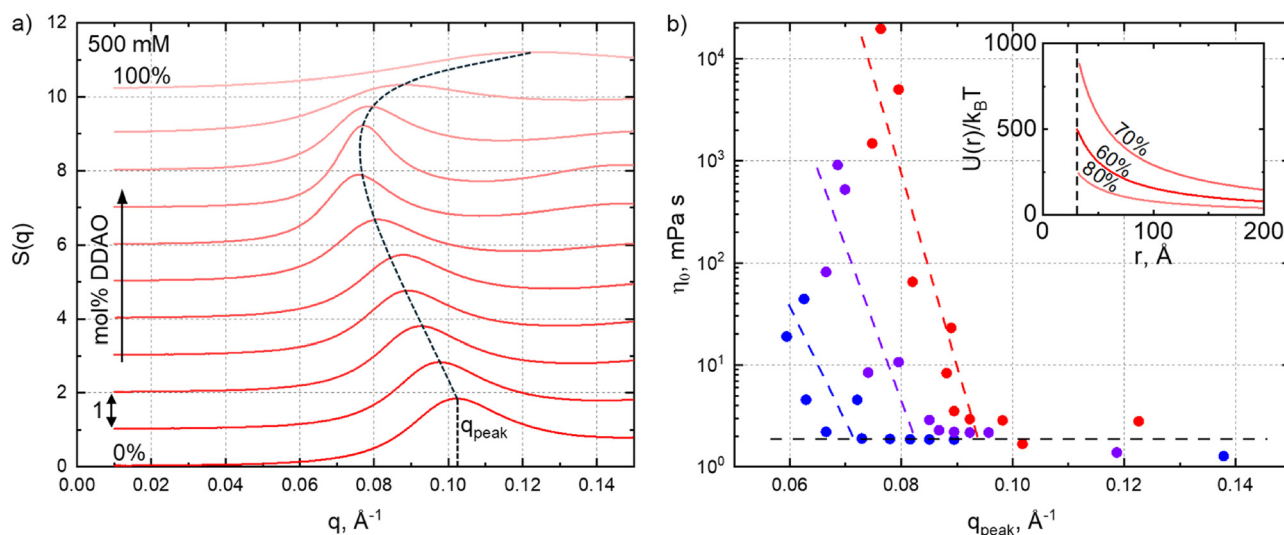 a)
500 mM
100%
mol% DDAO
1
0%
q_peak
S(q)
12
10
8
6
4
2
0
0.00 0.02 0.04 0.06 0.08 0.10 0.12 0.14
q, Å⁻¹
b)
η₀, mPa s
10⁴
10³
10²
10¹
10⁰
0.06 0.08 0.10 0.12 0.14
q_peak, Å⁻¹
U(r)/k_BT
1000
500
0
70%
60%
80%
0 100 200
r, Å